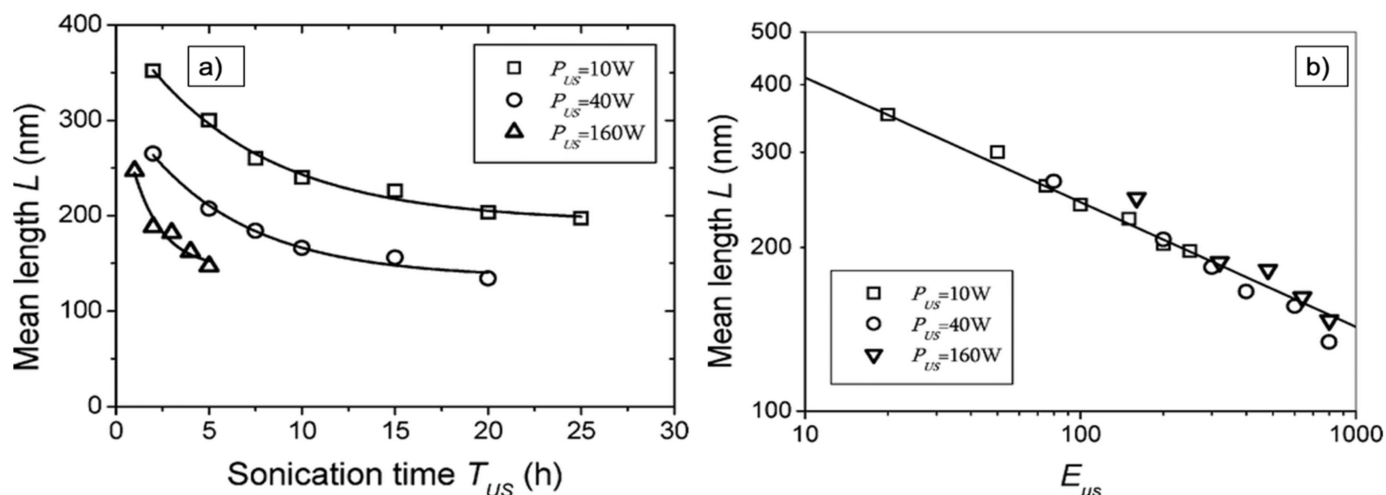 a)
P_US=10W
P_US=40W
P_US=160W
Mean length L (nm)
400
300
200
100
0
0 5 10 15 20 25 30
Sonication time T_US (h)
b)
P_US=10W
P_US=40W
P_US=160W
Mean length L (nm)
500
400
300
200
100
10 100 1000
E_us